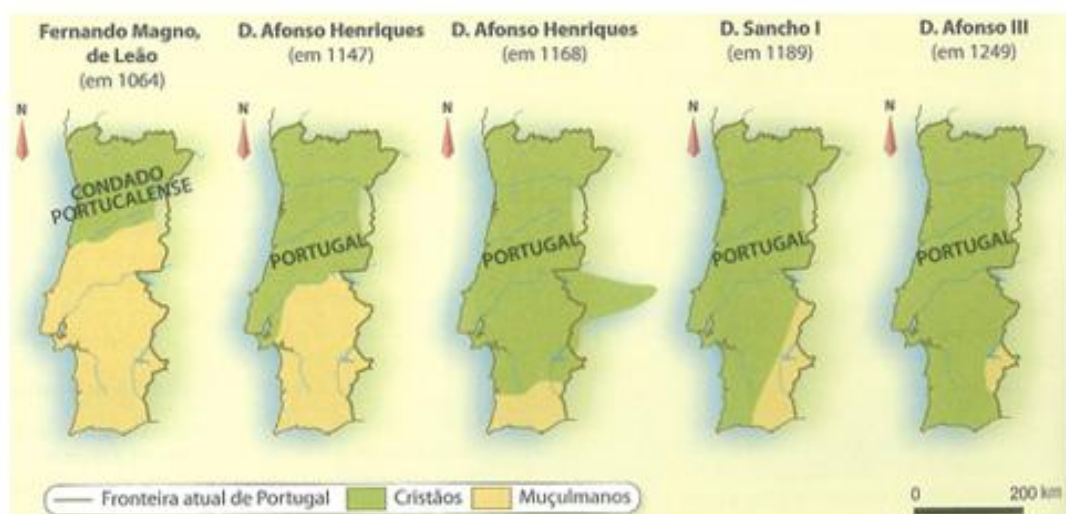 Fernando Magno,
de Leão
(em 1064)
D. Afonso Henriques
(em 1147)
D. Afonso Henriques
(em 1168)
D. Sancho I
(em 1189)
D. Afonso III
(em 1249)
N
N
N
N
N
CONDADO
PORTUCALENSE
PORTUGAL
PORTUGAL
PORTUGAL
PORTUGAL
Fronteira atual de Portugal
Cristãos
Muçulmanos
0
200 km